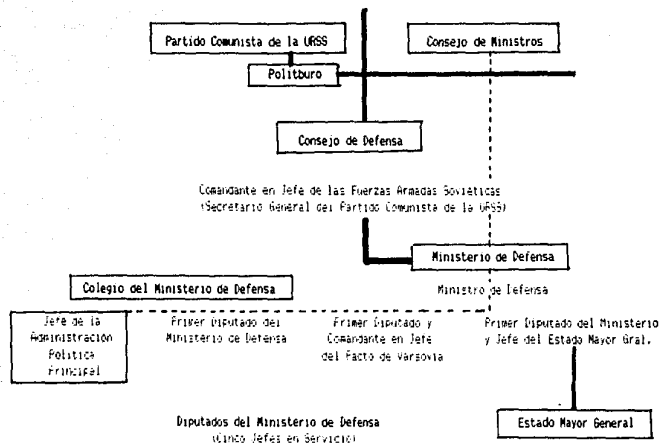 Partido Comunista de la URSS
Consejo de Ministros
Politburo
Consejo de Defensa
Comandante en Jefe de las Fuerzas Armadas Soviéticas
(Secretario General del Partido Comunista de la URSS)
Ministerio de Defensa
Colegio del Ministerio de Defensa
Ministro de Defensa
Jefe de la
Administración
Política
Principal
Primer Diputado del
Ministerio de Defensa
Primer Diputado y
Comandante en Jefe
del Pacto de Varsovia
Primer Diputado del Ministerio
y Jefe del Estado Mayor Gral.
Diputados del Ministerio de Defensa
(Cinco Jefes en Servicio)
Estado Mayor General